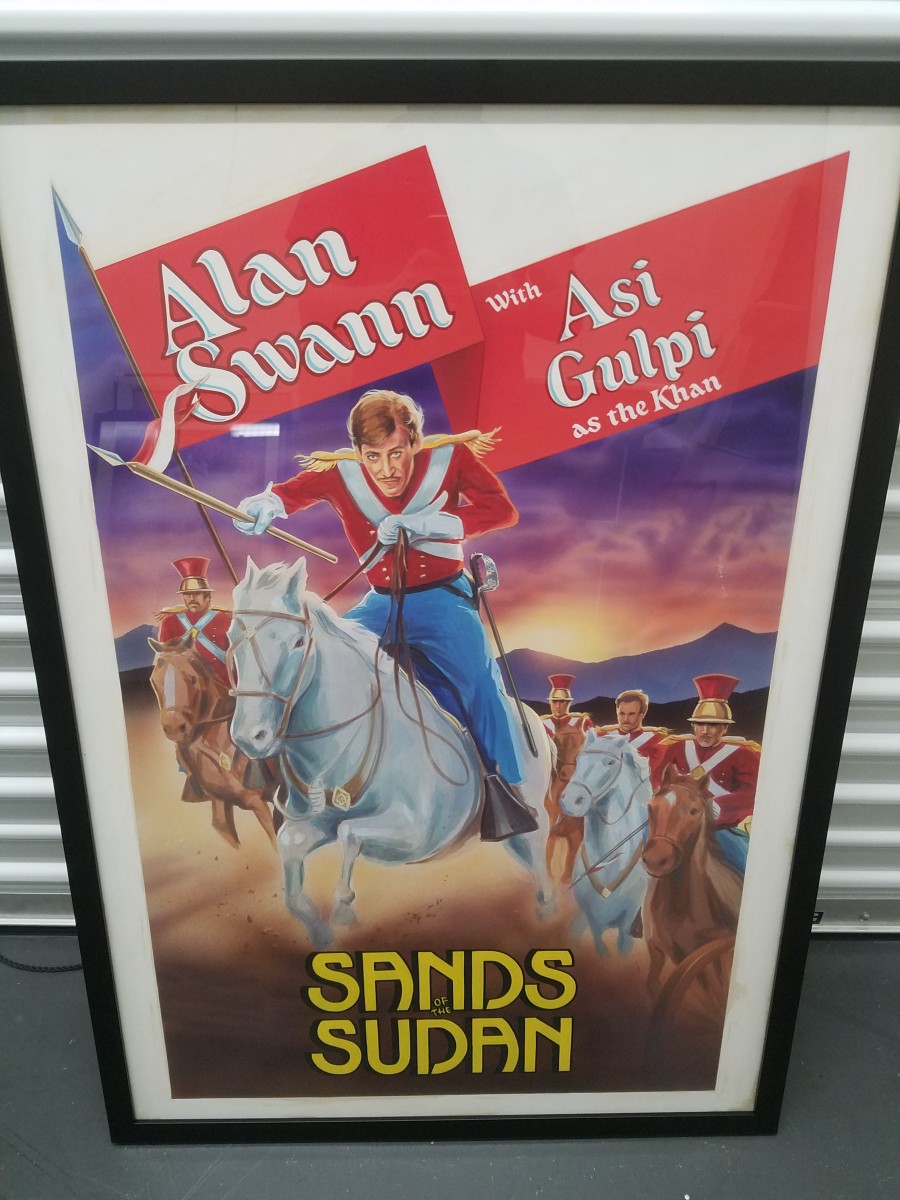 Alan
Swann
With
Asi
Gulpi
as the Khan
SANDS
OF
THE
SUDAN